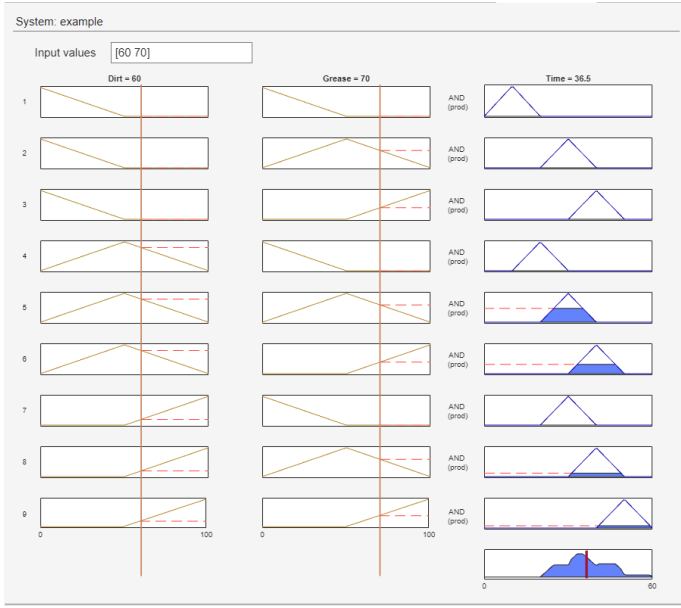 System: example
Input values [60 70]
Dirt = 60 Grease = 70 Time = 36.5
1 AND
(prod)
2 AND
(prod)
3 AND
(prod)
4 AND
(prod)
5 AND
(prod)
6 AND
(prod)
7 AND
(prod)
8 AND
(prod)
9 AND
(prod)
0 100 0 100
0 60